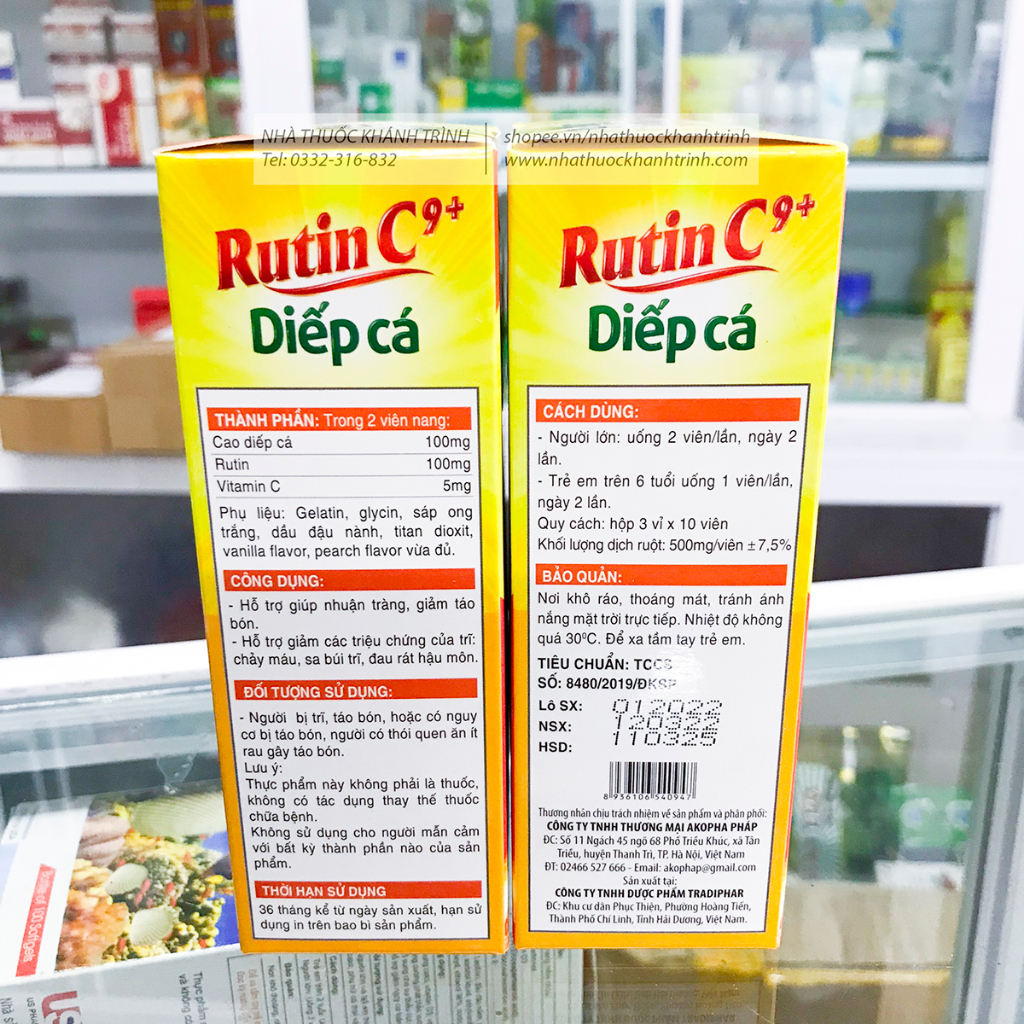 NHÀ THUỐC KHÁNH TRÌNH
Tel: 0332-316-832
shopee.vn/nhathuockhanhtrinh
www.nhathuockhanhtrinh.com
Rutin C9+
Diếp cá
THÀNH PHẦN: Trong 2 viên nang:
Cao diếp cá 100mg
Rutin 100mg
Vitamin C 5mg
Phụ liệu: Gelatin, glycin, sáp ong
trắng, dầu đậu nành, titan dioxit,
vanilla flavor, pearch flavor vừa đủ.
CÔNG DỤNG:
- Hỗ trợ giúp nhuận tràng, giảm táo
bón.
- Hỗ trợ giảm các triệu chứng của trĩ:
chảy máu, sa búi trĩ, đau rát hậu môn.
ĐỐI TƯỢNG SỬ DỤNG:
- Người bị trĩ, táo bón, hoặc có nguy
cơ bị táo bón, người có thói quen ăn ít
rau gây táo bón.
Lưu ý:
Thực phẩm này không phải là thuốc,
không có tác dụng thay thế thuốc
chữa bệnh.
Không sử dụng cho người mẫn cảm
với bất kỳ thành phần nào của sản
phẩm.
THỜI HẠN SỬ DỤNG
36 tháng kể từ ngày sản xuất, hạn sử
dụng in trên bao bì sản phẩm.
Rutin C9+
Diếp cá
CÁCH DÙNG:
- Người lớn: uống 2 viên/lần, ngày 2
lần.
- Trẻ em trên 6 tuổi uống 1 viên/lần,
ngày 2 lần.
Quy cách: hộp 3 vỉ x 10 viên
Khối lượng dịch ruột: 500mg/viên ±7,5%
BẢO QUẢN:
Nơi khô ráo, thoáng mát, tránh ánh
nắng mặt trời trực tiếp. Nhiệt độ không
quá 30⁰C. Để xa tầm tay trẻ em.
TIÊU CHUẨN: TCCS
SỐ: 8480/2019/ĐKSP
Lô SX: 012022
NSX: 120322
HSD: 110325
8 936106 540947
Thương nhân chịu trách nhiệm về sản phẩm và phân phối:
CÔNG TY TNHH THƯƠNG MẠI AKOPHA PHÁP
ĐC: Số 11 Ngách 45 ngõ 68 Phố Triều Khúc, xã Tân
Triều, huyện Thanh Trì, TP. Hà Nội, Việt Nam
ĐT: 02466 527 666 - Email: akophap@gmail.com
Sản xuất tại:
CÔNG TY TNHH DƯỢC PHẨM TRADIPHAR
ĐC: Khu cư dân Phục Thiện, Phường Hoàng Tiến,
Thành Phố Chí Linh, Tỉnh Hải Dương, Việt Nam.
Bottle of 100 Softgels